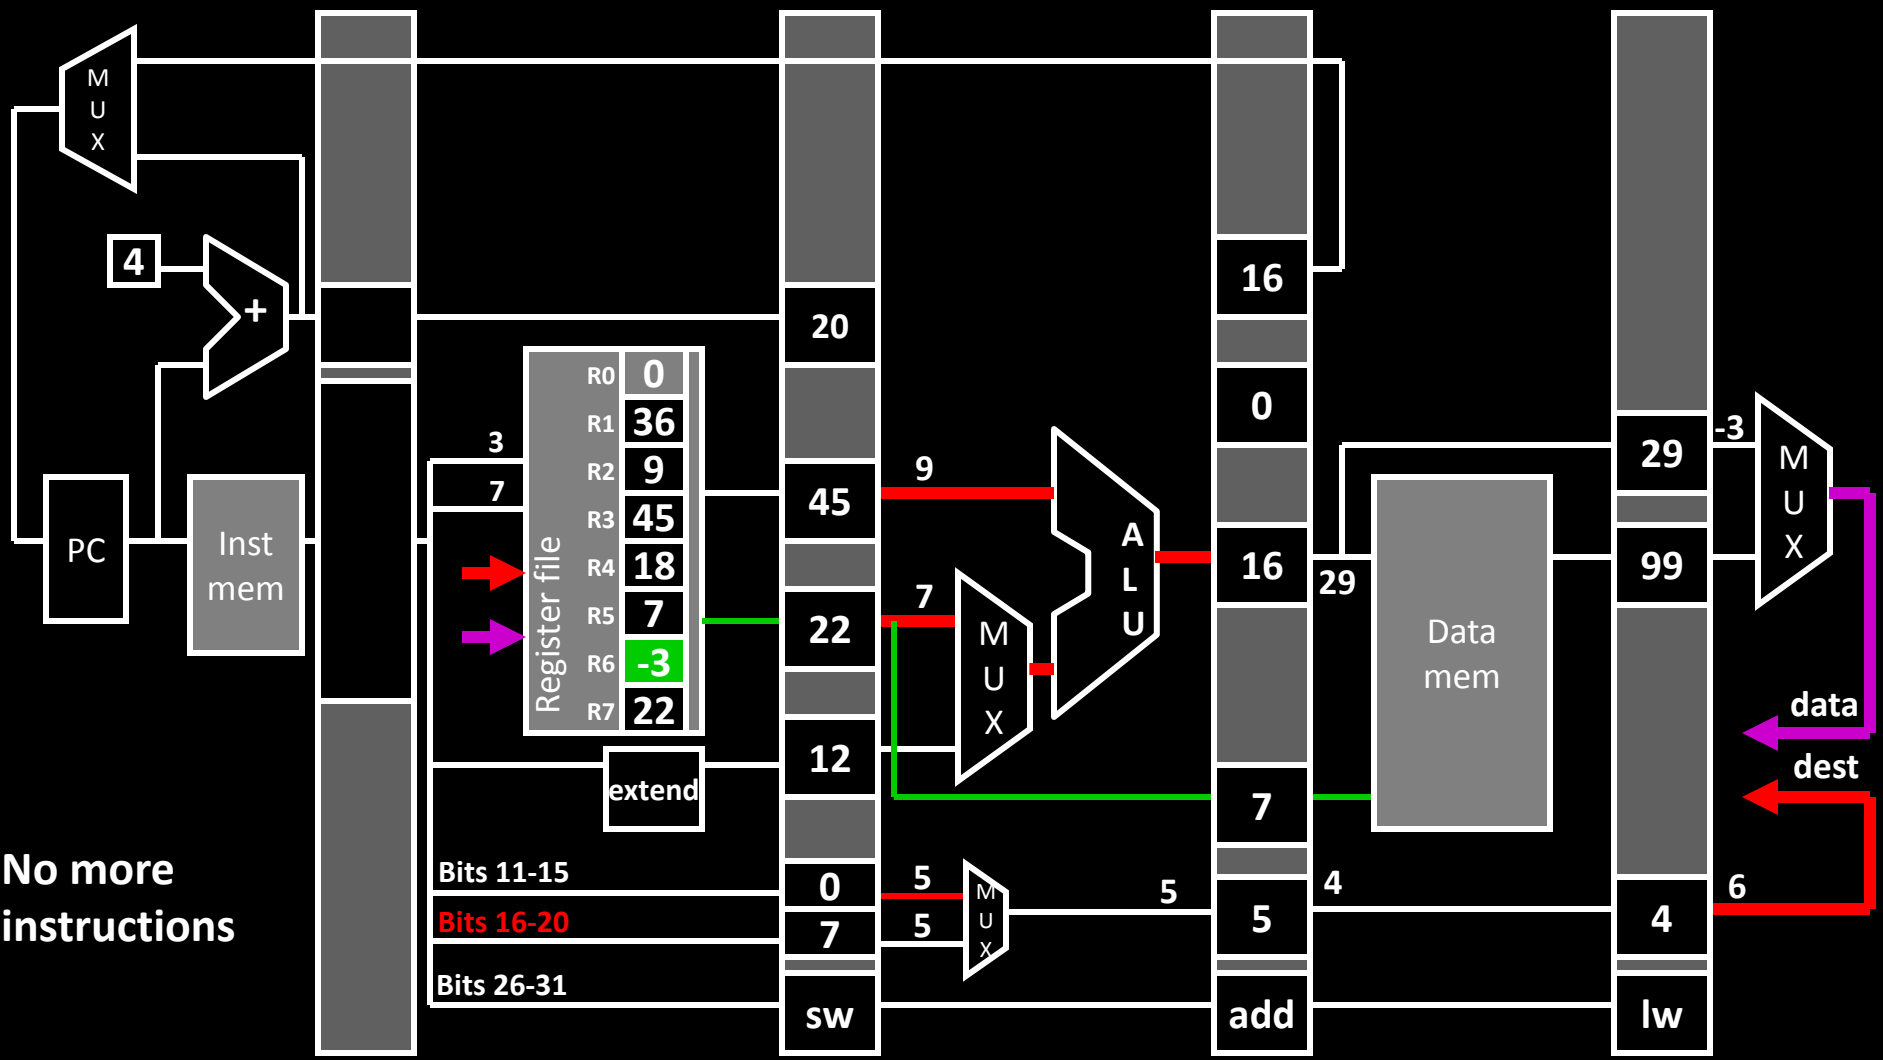 M
U
X
4
+
PC
Inst
mem
No more
instructions
3
7
Register file
R0 0
R1 36
R2 9
R3 45
R4 18
R5 7
R6 -3
R7 22
extend
Bits 11-15
Bits 16-20
Bits 26-31
20
45
22
12
0
7
sw
9
7
M
U
X
A
L
U
5
5
M
U
X
5
16
0
16
7
5
add
29
4
Data
mem
29
99
4
lw
-3
M
U
X
data
dest
6